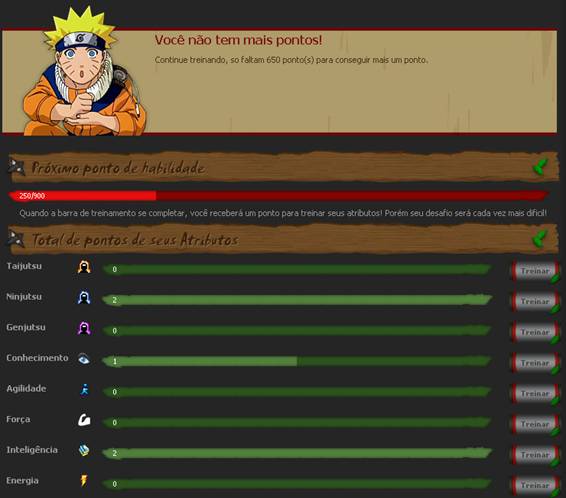 Você não tem mais pontos!
Continue treinando, so faltam 650 ponto(s) para conseguir mais um ponto.
Próximo ponto de habilidade
250/900
Quando a barra de treinamento se completar, você receberá um ponto para treinar seus atributos! Porém seu desafio será cada vez mais dificil!
Total de pontos de seus Atributos
Taijutsu 0 Treinar
Ninjutsu 2 Treinar
Genjutsu 0 Treinar
Conhecimento 1 Treinar
Agilidade 0 Treinar
Força 0 Treinar
Inteligência 2 Treinar
Energia 0 Treinar